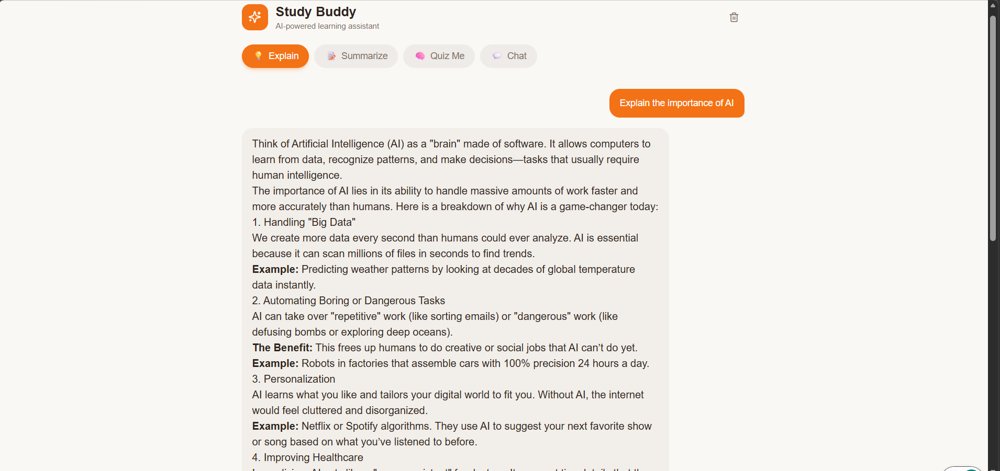 Study Buddy
AI-powered learning assistant
Explain
Summarize
Quiz Me
Chat
Explain the importance of AI
Think of Artificial Intelligence (AI) as a "brain" made of software. It allows computers to
learn from data, recognize patterns, and make decisions—tasks that usually require
human intelligence.
The importance of AI lies in its ability to handle massive amounts of work faster and
more accurately than humans. Here is a breakdown of why AI is a game-changer today:
1. Handling "Big Data"
We create more data every second than humans could ever analyze. AI is essential
because it can scan millions of files in seconds to find trends.
Example: Predicting weather patterns by looking at decades of global temperature
data instantly.
2. Automating Boring or Dangerous Tasks
AI can take over "repetitive" work (like sorting emails) or "dangerous" work (like
defusing bombs or exploring deep oceans).
The Benefit: This frees up humans to do creative or social jobs that AI can’t do yet.
Example: Robots in factories that assemble cars with 100% precision 24 hours a day.
3. Personalization
AI learns what you like and tailors your digital world to fit you. Without AI, the internet
would feel cluttered and disorganized.
Example: Netflix or Spotify algorithms. They use AI to suggest your next favorite show
or song based on what you’ve listened to before.
4. Improving Healthcare